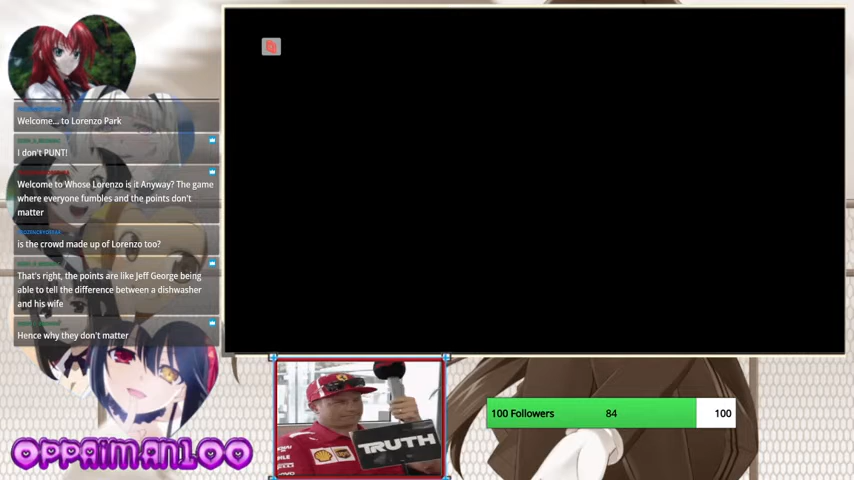 Welcome... to Lorenzo Park
I don't PUNT!
Welcome to Whose Lorenzo is it Anyway? The game
where everyone fumbles and the points don't
matter
is the crowd made up of Lorenzo too?
That's right, the points are like Jeff George being
able to tell the difference between a dishwasher
and his wife
Hence why they don't matter
OPPAIMAN100
TRUTH
100 Followers 84 100